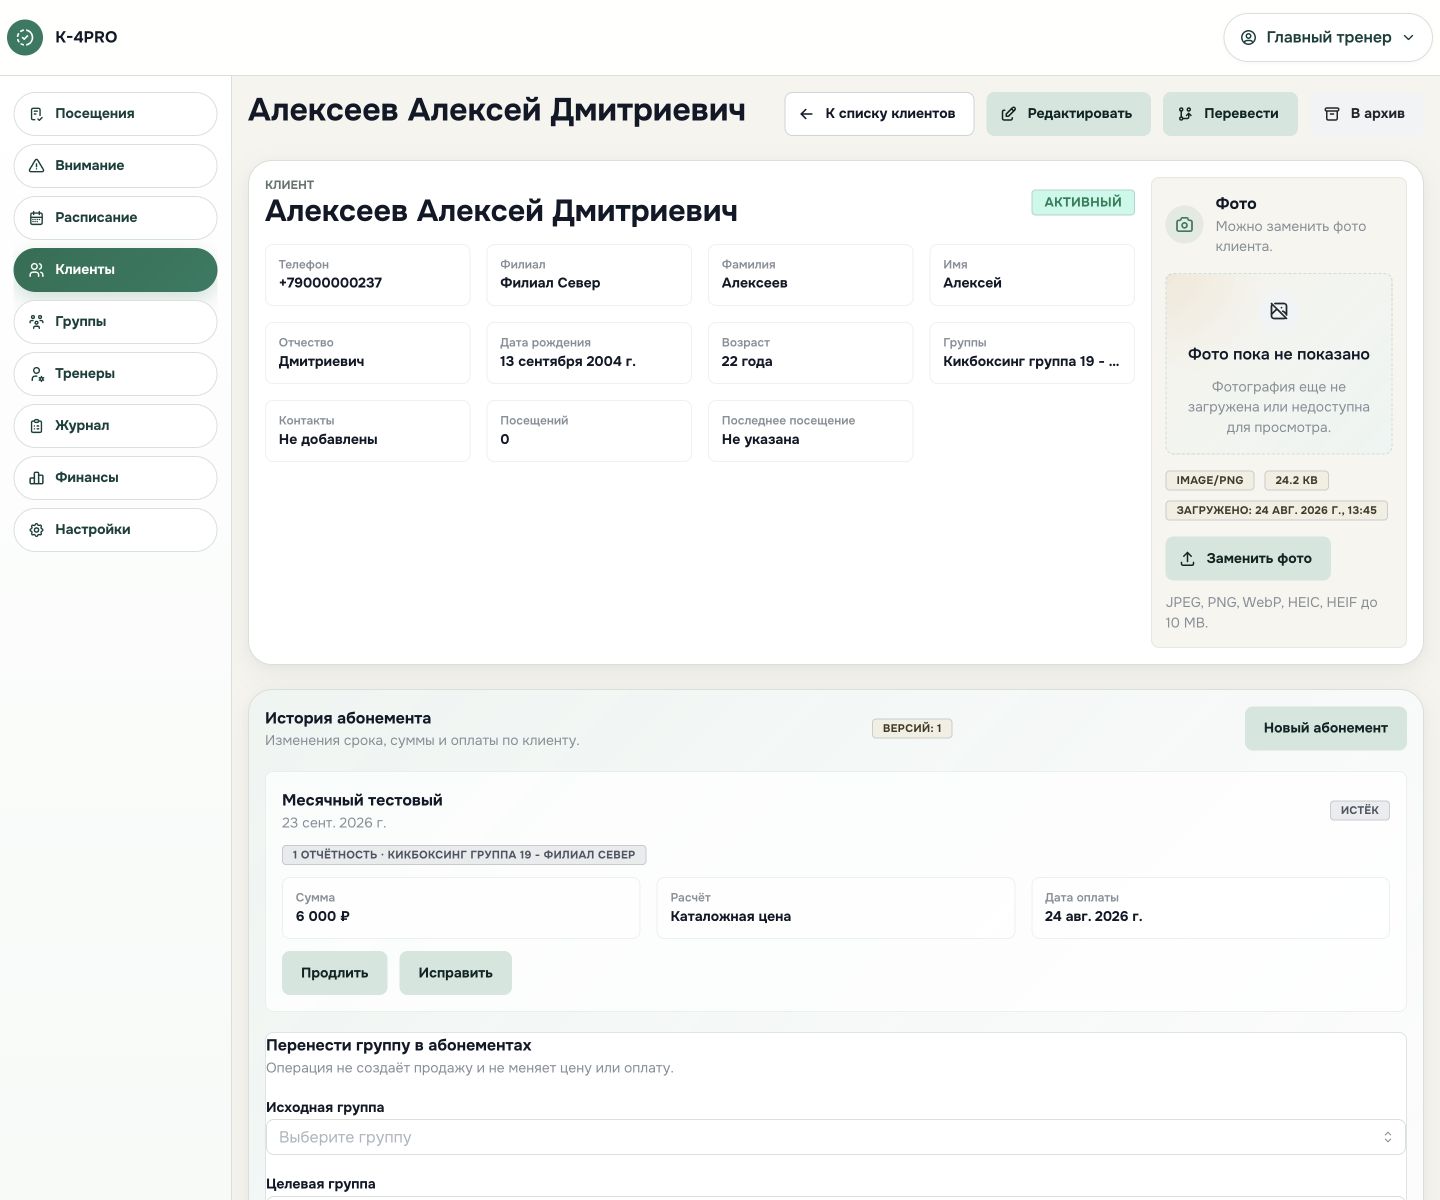 K-4PRO
Главный тренер
Посещения
Внимание
Расписание
Клиенты
Группы
Тренеры
Журнал
Финансы
Настройки
Алексеев Алексей Дмитриевич
К списку клиентов
Редактировать
Перевести
В архив
КЛИЕНТ
Алексеев Алексей Дмитриевич
АКТИВНЫЙ
Телефон
+79000000237
Филиал
Филиал Север
Фамилия
Алексеев
Имя
Алексей
Отчество
Дмитриевич
Дата рождения
13 сентября 2004 г.
Возраст
22 года
Группы
Кикбоксинг группа 19 - ...
Контакты
Не добавлены
Посещений
0
Последнее посещение
Не указана
Фото
Можно заменить фото
клиента.
Фото пока не показано
Фотография еще не
загружена или недоступна
для просмотра.
IMAGE/PNG
24.2 KB
ЗАГРУЖЕНО: 24 АВГ. 2026 Г., 13:45
Заменить фото
JPEG, PNG, WebP, HEIC, HEIF до
10 MB.
История абонемента
Изменения срока, суммы и оплаты по клиенту.
ВЕРСИЙ: 1
Новый абонемент
Месячный тестовый
23 сент. 2026 г.
ИСТЁК
1 ОТЧЁТНОСТЬ · КИКБОКСИНГ ГРУППА 19 - ФИЛИАЛ СЕВЕР
Сумма
6 000 ₽
Расчёт
Каталожная цена
Дата оплаты
24 авг. 2026 г.
Продлить
Исправить
Перенести группу в абонементах
Операция не создаёт продажу и не меняет цену или оплату.
Исходная группа
Выберите группу
Целевая группа